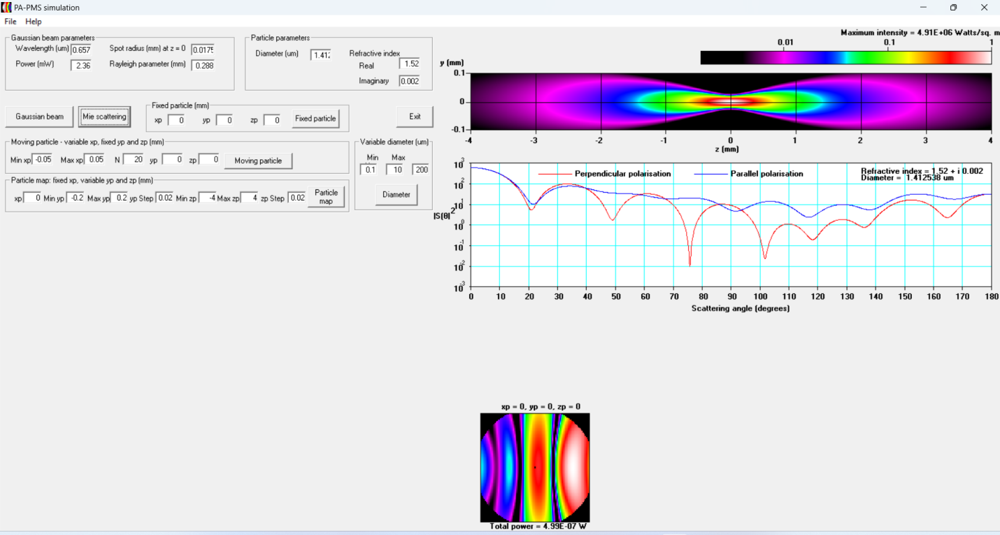 PA-PMS simulation
File Help
Gaussian beam parameters
Wavelength (um) 0.657 Spot radius (mm) at z = 0 0.0175
Power (mW) 2.36 Rayleigh parameter (mm) 0.288
Particle parameters
Diameter (um) 1.412 Refractive index
Real 1.52
Imaginary 0.002
Gaussian beam Mie scattering
Fixed particle (mm)
xp 0 yp 0 zp 0 Fixed particle
Exit
Moving particle - variable xp, fixed yp and zp (mm)
Min xp -0.05 Max xp 0.05 N 20 yp 0 zp 0 Moving particle
Variable diameter (um)
Min Max
0.1 10 200
Diameter
Particle map: fixed xp, variable yp and zp (mm)
xp 0 Min yp -0.2 Max yp 0.2 yp Step 0.02 Min zp -4 Max zp 4 zp Step 0.02 Particle map
Maximum intensity = 4.91E+06 Watts/sq. m
0.01 0.1 1
y (mm)
0.1
0
-0.1
-4 -3 -2 -1 0 1 2 3 4
z (mm)
Perpendicular polarisation Parallel polarisation
Refractive index = 1.52 + i 0.002
Diameter = 1.412538 um
10^3
10^2
10^1
|S(θ)|^2
10^0
10^-1
10^-2
10^-3
0 10 20 30 40 50 60 70 80 90 100 110 120 130 140 150 160 170 180
Scattering angle (degrees)
xp = 0, yp = 0, zp = 0
Total power = 4.99E-07 W